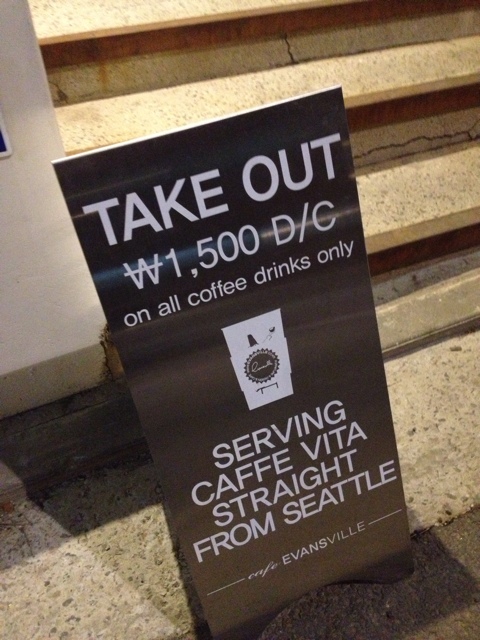 TAKE OUT
₩1,500 D/C
on all coffee drinks only
SERVING
CAFFE VITA
STRAIGHT
FROM SEATTLE
cafe EVANSVILLE